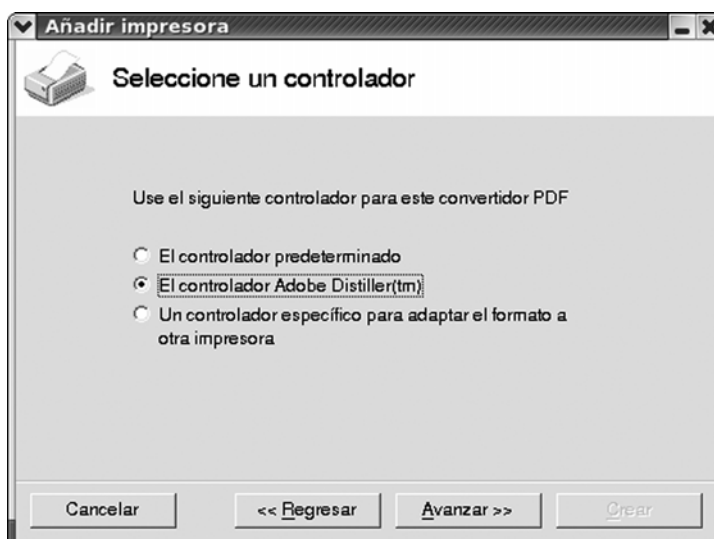 Añadir impresora
Seleccione un controlador
Use el siguiente controlador para este convertidor PDF
El controlador predeterminado
El controlador Adobe Distiller(tm)
Un controlador específico para adaptar el formato a
otra impresora
Cancelar
<< Regresar
Avanzar >>
Crear